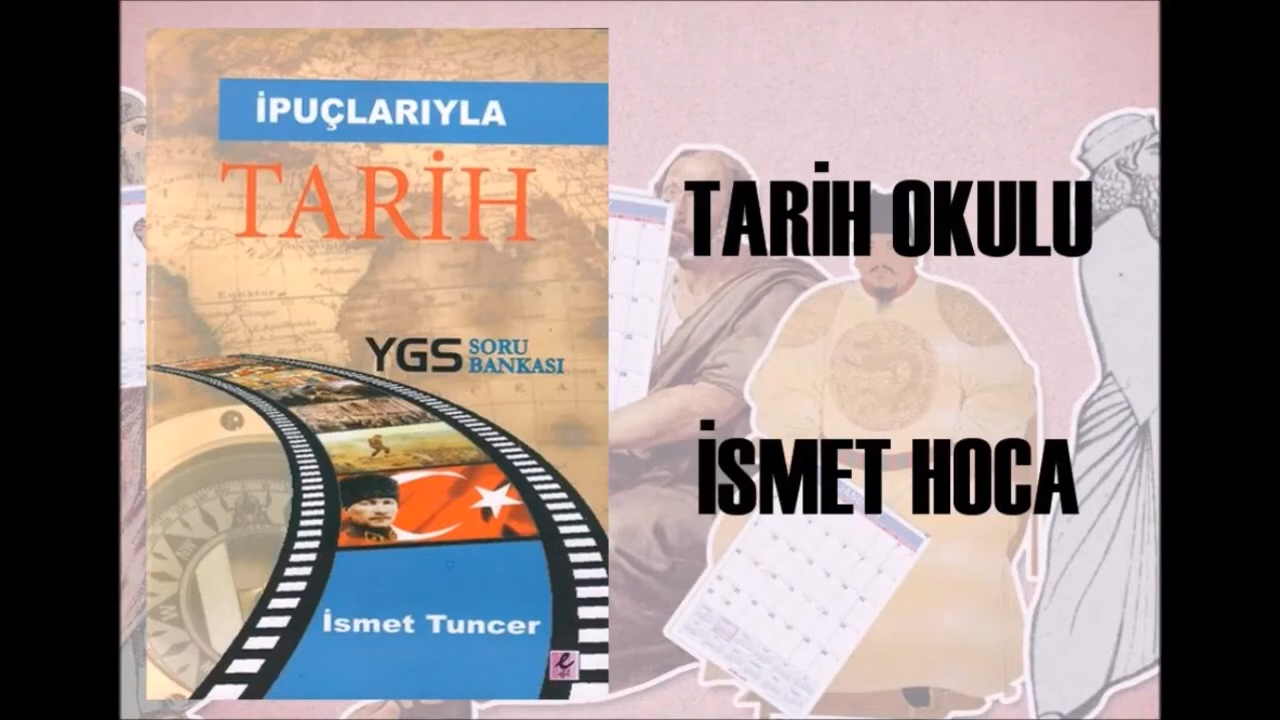 İPUÇLARIYLA
TARİH
YGS SORU
BANKASI
İsmet Tuncer
TARİH OKULU
İSMET HOCA